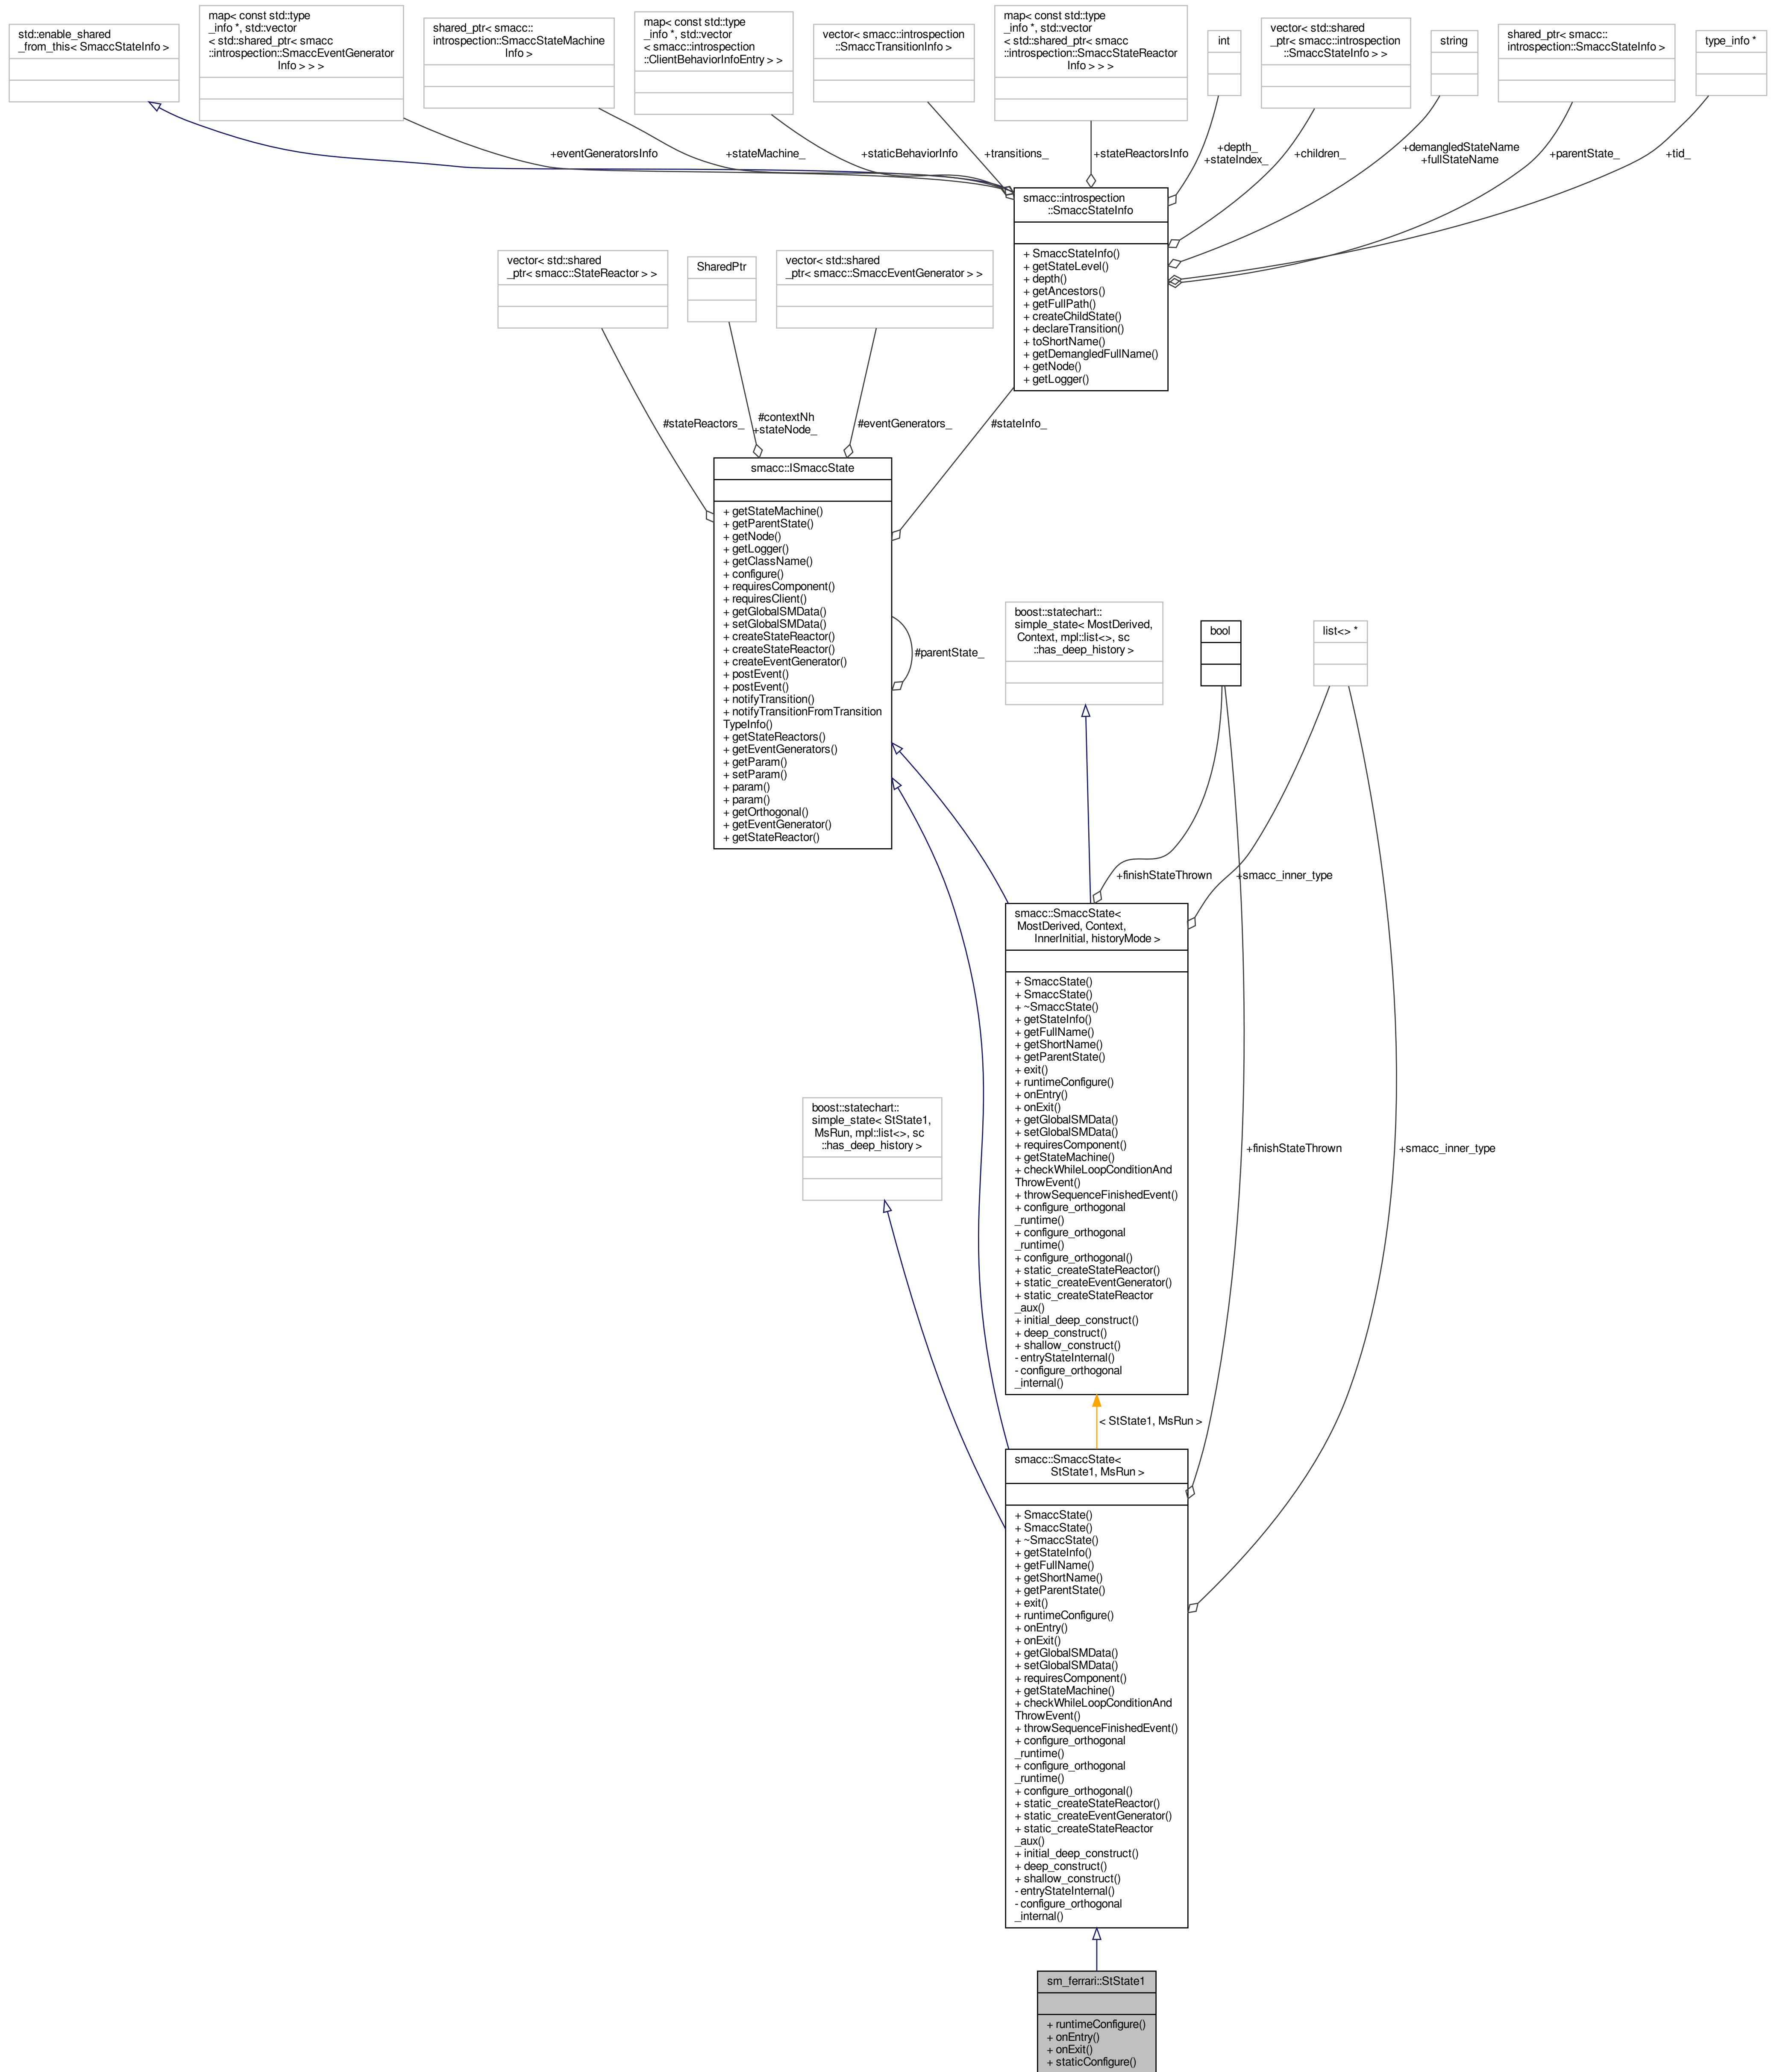 std::enable_shared
_from_this< SmaccStateInfo >
map< const std::type
_info *, std::vector
< std::shared_ptr< smacc
::introspection::SmaccEventGenerator
Info > > >
shared_ptr< smacc::
introspection::SmaccStateMachine
Info >
map< const std::type
_info *, std::vector
< smacc::introspection
::ClientBehaviorInfoEntry > >
vector< smacc::introspection
::SmaccTransitionInfo >
map< const std::type
_info *, std::vector
< std::shared_ptr< smacc
::introspection::SmaccStateReactor
Info > > >
int
vector< std::shared
_ptr< smacc::introspection
::SmaccStateInfo > >
string
shared_ptr< smacc::
introspection::SmaccStateInfo >
type_info *
+eventGeneratorsInfo
+stateMachine_
+staticBehaviorInfo
+transitions_
+stateReactorsInfo
+depth_
+stateIndex_
+children_
+demangledStateName
+fullStateName
+parentState_
+tid_
smacc::introspection
::SmaccStateInfo
+ SmaccStateInfo()
+ getStateLevel()
+ depth()
+ getAncestors()
+ getFullPath()
+ createChildState()
+ declareTransition()
+ toShortName()
+ getDemangledFullName()
+ getNode()
+ getLogger()
vector< std::shared
_ptr< smacc::StateReactor > >
SharedPtr
vector< std::shared
_ptr< smacc::SmaccEventGenerator > >
#stateReactors_
#contextNh
+stateNode_
#eventGenerators_
#stateInfo_
smacc::ISmaccState
+ getStateMachine()
+ getParentState()
+ getNode()
+ getLogger()
+ getClassName()
+ configure()
+ requiresComponent()
+ requiresClient()
+ getGlobalSMData()
+ setGlobalSMData()
+ createStateReactor()
+ createStateReactor()
+ createEventGenerator()
+ postEvent()
+ postEvent()
+ notifyTransition()
+ notifyTransitionFromTransition
TypeInfo()
+ getStateReactors()
+ getEventGenerators()
+ getParam()
+ setParam()
+ param()
+ param()
+ getOrthogonal()
+ getEventGenerator()
+ getStateReactor()
#parentState_
boost::statechart::
simple_state< MostDerived,
Context, mpl::list<>, sc
::has_deep_history >
bool
list<> *
+finishStateThrown
+smacc_inner_type
smacc::SmaccState<
MostDerived, Context,
InnerInitial, historyMode >
+ SmaccState()
+ SmaccState()
+ ~SmaccState()
+ getStateInfo()
+ getFullName()
+ getShortName()
+ getParentState()
+ exit()
+ runtimeConfigure()
+ onEntry()
+ onExit()
+ getGlobalSMData()
+ setGlobalSMData()
+ requiresComponent()
+ getStateMachine()
+ checkWhileLoopConditionAnd
ThrowEvent()
+ throwSequenceFinishedEvent()
+ configure_orthogonal
_runtime()
+ configure_orthogonal
_runtime()
+ configure_orthogonal()
+ static_createStateReactor()
+ static_createEventGenerator()
+ static_createStateReactor
_aux()
+ initial_deep_construct()
+ deep_construct()
+ shallow_construct()
- entryStateInternal()
- configure_orthogonal
_internal()
boost::statechart::
simple_state< StState1,
MsRun, mpl::list<>, sc
::has_deep_history >
+finishStateThrown
+smacc_inner_type
< StState1, MsRun >
smacc::SmaccState<
StState1, MsRun >
+ SmaccState()
+ SmaccState()
+ ~SmaccState()
+ getStateInfo()
+ getFullName()
+ getShortName()
+ getParentState()
+ exit()
+ runtimeConfigure()
+ onEntry()
+ onExit()
+ getGlobalSMData()
+ setGlobalSMData()
+ requiresComponent()
+ getStateMachine()
+ checkWhileLoopConditionAnd
ThrowEvent()
+ throwSequenceFinishedEvent()
+ configure_orthogonal
_runtime()
+ configure_orthogonal
_runtime()
+ configure_orthogonal()
+ static_createStateReactor()
+ static_createEventGenerator()
+ static_createStateReactor
_aux()
+ initial_deep_construct()
+ deep_construct()
+ shallow_construct()
- entryStateInternal()
- configure_orthogonal
_internal()
sm_ferrari::StState1
+ runtimeConfigure()
+ onEntry()
+ onExit()
+ staticConfigure()